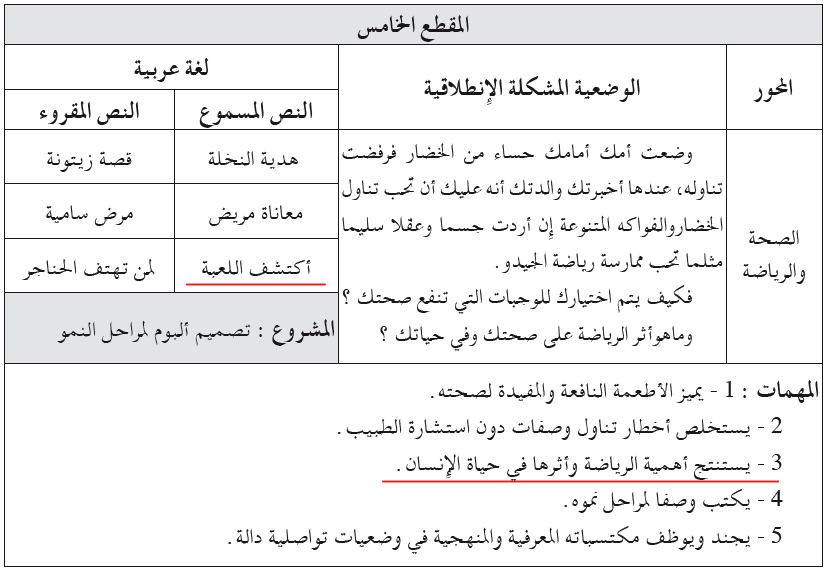 المقطع الخامس
المحور
الوضعية المشكلة الإنطلاقية
لغة عربية
النص المسموع
النص المقروء
الصحة
والرياضة
وضعت أمك أمامك حساء من الخضار فرفضت
تناوله، عندها أخبرتك والدتك أنه عليك أن تحب تناول
الخضاروالفواكه المتنوعة إن أردت جسما وعقلا سليما
مثلما تحب ممارسة رياضة الجيدو.
فكيف يتم اختيارك للوجبات التي تنفع صحتك ؟
وماهوأثر الرياضة على صحتك وفي حياتك ؟
هدية النخلة
قصة زيتونة
معاناة مريض
مرض سامية
أكتشف اللعبة
لمن تهتف الحناجر
المشروع : تصميم ألبوم لمراحل النمو
المهمات : 1 - يميز الأطعمة النافعة والمفيدة لصحته.
2 - يستخلص أخطار تناول وصفات دون استشارة الطبيب.
3 - يستنتج أهمية الرياضة وأثرها في حياة الإنسان.
4 - يكتب وصفا لمراحل نموه.
5 - يجند ويوظف مكتسباته المعرفية والمنهجية في وضعيات تواصلية دالة.